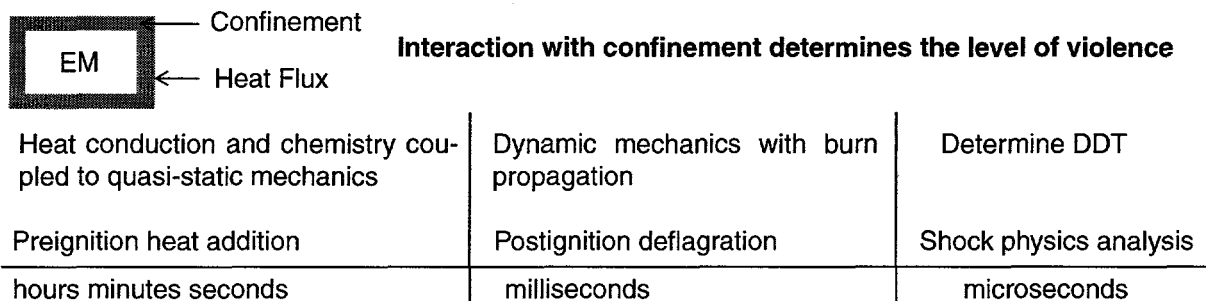 Confinement
Interaction with confinement determines the level of violence
EM
Heat Flux
Heat conduction and chemistry cou-
pled to quasi-static mechanics
Dynamic mechanics with burn
propagation
Determine DDT
Preignition heat addition
Postignition deflagration
Shock physics analysis
hours minutes seconds
milliseconds
microseconds